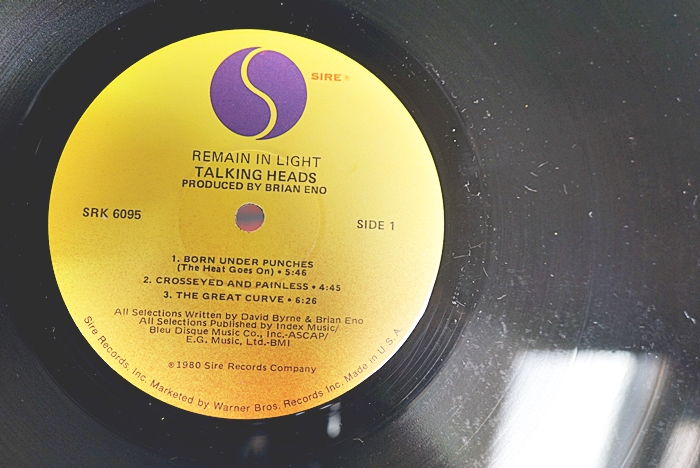 SIRE ®
REMAIN IN LIGHT
TALKING HEADS
PRODUCED BY BRIAN ENO
SRK 6095
SIDE 1
1. BORN UNDER PUNCHES
(The Heat Goes On) • 5:46
2. CROSSEYED AND PAINLESS • 4:45
3. THE GREAT CURVE • 6:26
All Selections Written by David Byrne & Brian Eno
All Selections Published by Index Music/
Bleu Disque Music Co., Inc.-ASCAP/
E.G. Music, Ltd.-BMI
℗1980 Sire Records Company
Sire Records, Inc. Marketed by Warner Bros. Records Inc. Made in U.S.A.